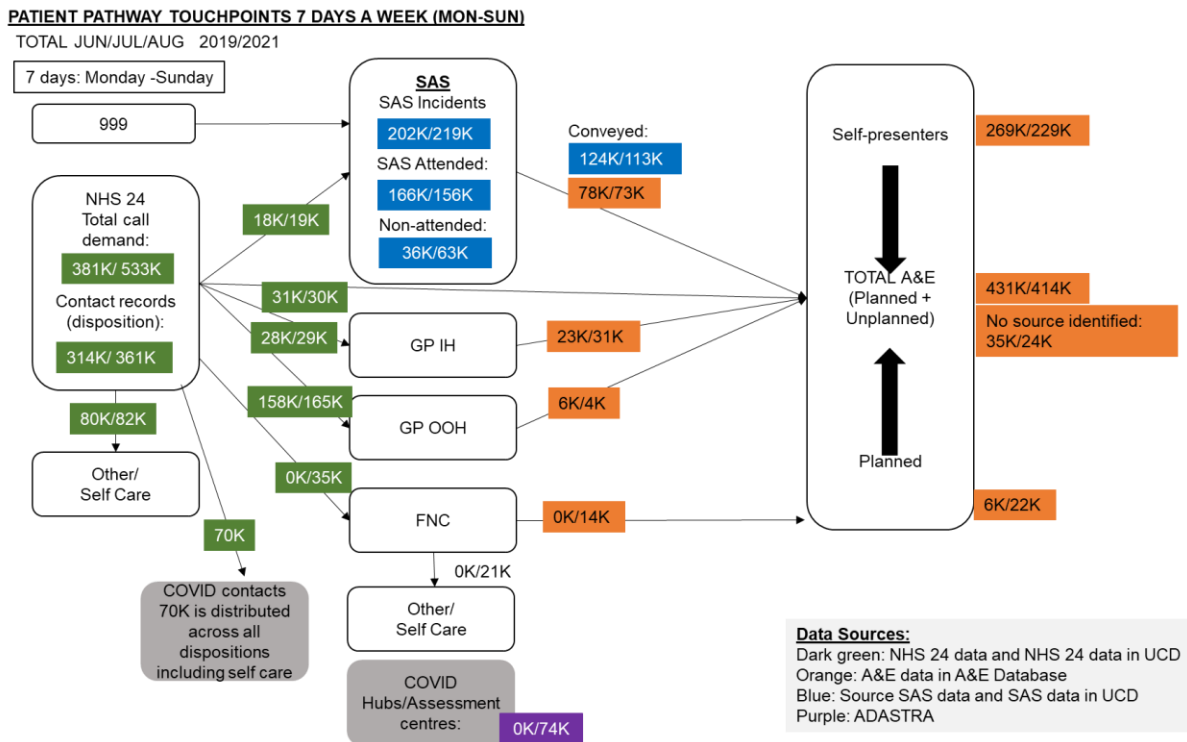 PATIENT PATHWAY TOUCHPOINTS 7 DAYS A WEEK (MON-SUN)
TOTAL JUN/JUL/AUG 2019/2021
7 days: Monday -Sunday
999
NHS 24
Total call
demand:
381K/ 533K
Contact records
(disposition):
314K/ 361K
80K/82K
Other/
Self Care
70K
COVID contacts
70K is distributed
across all
dispositions
including self care
18K/19K
31K/30K
28K/29K
158K/165K
0K/35K
SAS
SAS Incidents
202K/219K
SAS Attended:
166K/156K
Non-attended:
36K/63K
GP IH
GP OOH
FNC
0K/21K
Other/
Self Care
COVID
Hubs/Assessment
centres:
0K/74K
Conveyed:
124K/113K
78K/73K
23K/31K
6K/4K
0K/14K
Self-presenters
TOTAL A&E
(Planned +
Unplanned)
Planned
269K/229K
431K/414K
No source identified:
35K/24K
6K/22K
Data Sources:
Dark green: NHS 24 data and NHS 24 data in UCD
Orange: A&E data in A&E Database
Blue: Source SAS data and SAS data in UCD
Purple: ADASTRA